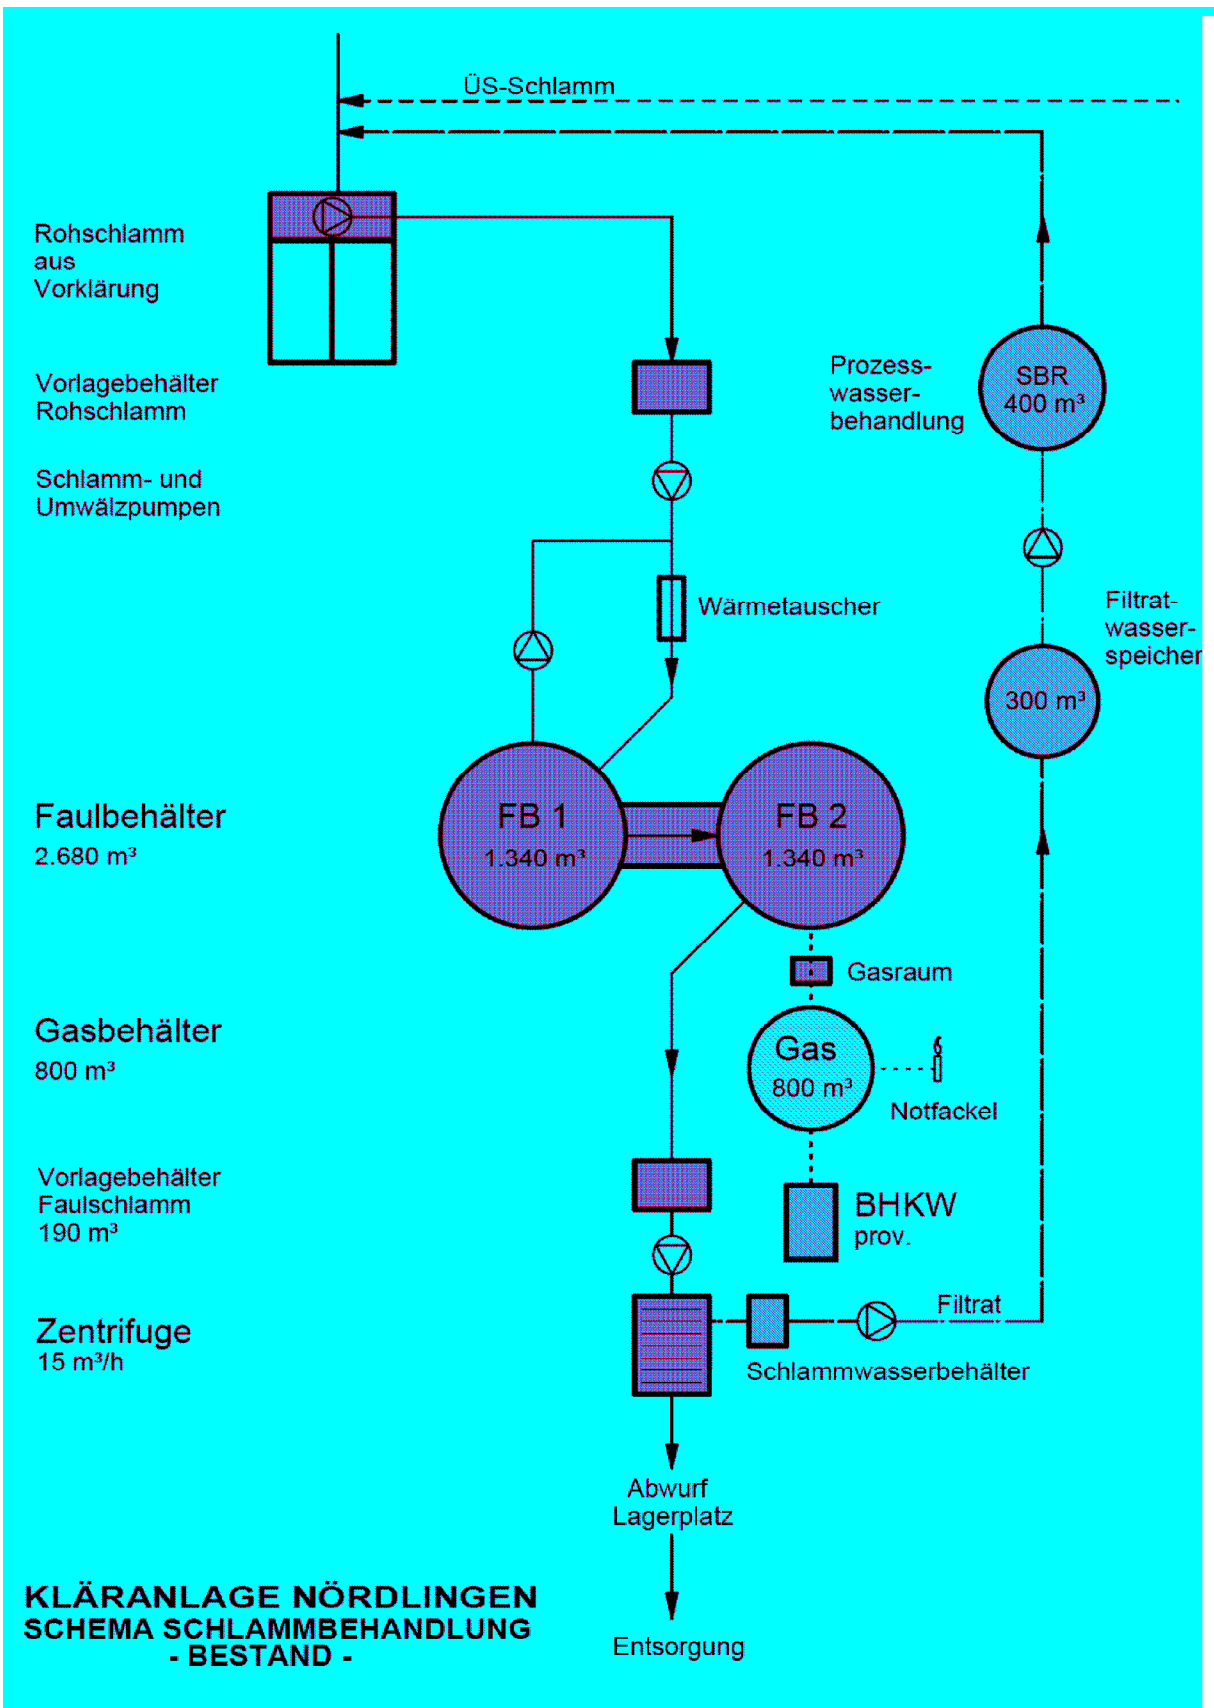 ÜS-Schlamm
Rohschlamm
aus
Vorklärung
Vorlagebehälter
Rohschlamm
Prozess-
wasser-
behandlung
SBR
400 m³
Schlamm- und
Umwälzpumpen
Wärmetauscher
Filtrat-
wasser-
speicher
300 m³
Faulbehälter
2.680 m³
FB 1
1.340 m³
FB 2
1.340 m³
Gasraum
Gasbehälter
800 m³
Gas
800 m³
Notfackel
Vorlagebehälter
Faulschlamm
190 m³
BHKW
prov.
Zentrifuge
15 m³/h
Filtrat
Schlammwasserbehälter
Abwurf
Lagerplatz
Entsorgung
KLÄRANLAGE NÖRDLINGEN
SCHEMA SCHLAMMBEHANDLUNG
- BESTAND -